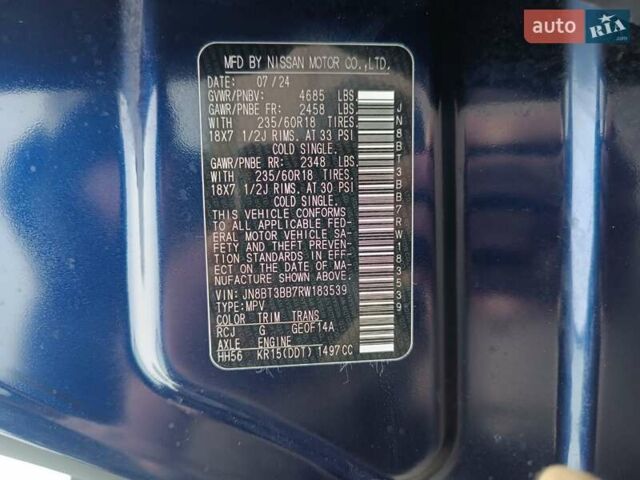 auto RIA .com
MFD BY NISSAN MOTOR CO.,LTD.
DATE: 07/24
GVWR/PNBV: 4685 LBS
GAWR/PNBE FR: 2458 LBS
WITH 235/60R18 TIRES.
18X7 1/2J RIMS. AT 33 PSI
COLD SINGLE.
GAWR/PNBE RR: 2348 LBS
WITH 235/60R18 TIRES.
18X7 1/2J RIMS. AT 30 PSI
COLD SINGLE.
THIS VEHICLE CONFORMS
TO ALL APPLICABLE FED-
ERAL MOTOR VEHICLE SA-
FETY AND THEFT PREVEN-
TION STANDARDS IN EFF-
ECT ON THE DATE OF MA-
NUFACTURE SHOWN ABOVE.
VIN: JN8BT3BB7RW183539
TYPE:MPV
COLOR TRIM TRANS
RCJ G GE0F14A
AXLE ENGINE
HH56 KR15(DDT) 1497CC
JN8BT3BB7RW183539